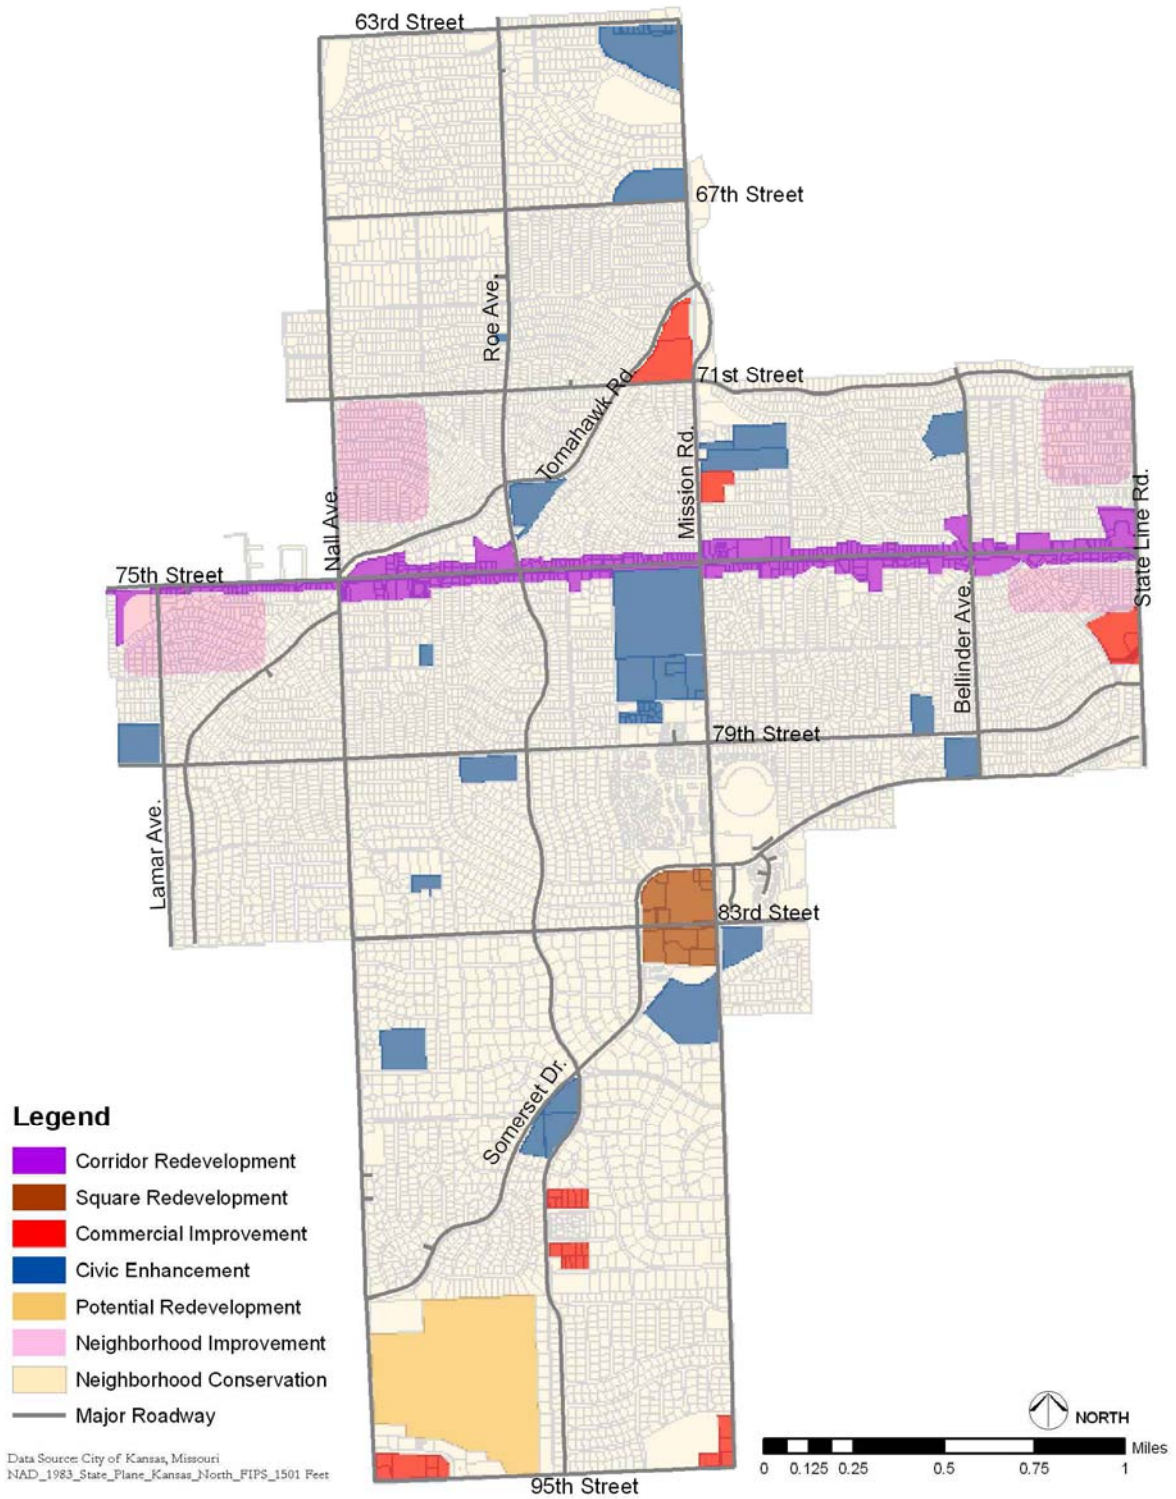 63rd Street
67th Street
Roe Ave.
71st Street
Tomahawk Rd.
Mission Rd.
Nall Ave.
State Line Rd.
75th Street
Bellinder Ave.
79th Street
Lamar Ave.
83rd Steet
Somerset Dr.
Legend
Corridor Redevelopment
Square Redevelopment
Commercial Improvement
Civic Enhancement
Potential Redevelopment
Neighborhood Improvement
Neighborhood Conservation
Major Roadway
NORTH
Miles
0 0.125 0.25 0.5 0.75 1
Data Source: City of Kansas, Missouri
NAD_1983_State_Plane_Kansas_North_FIPS_1501 Feet
95th Street